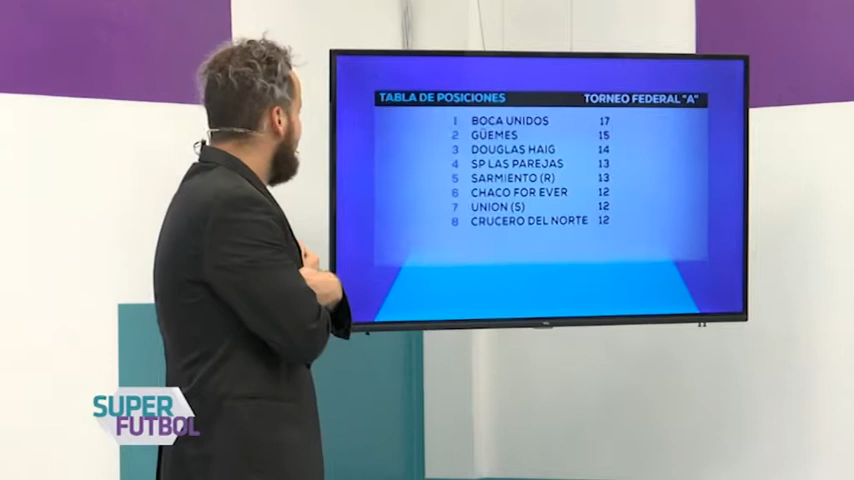 TABLA DE POSICIONES TORNEO FEDERAL "A"
1 BOCA UNIDOS 17
2 GÜEMES 15
3 DOUGLAS HAIG 14
4 SP LAS PAREJAS 13
5 SARMIENTO (R) 13
6 CHACO FOR EVER 12
7 UNION (S) 12
8 CRUCERO DEL NORTE 12
SUPER
FUTBOL